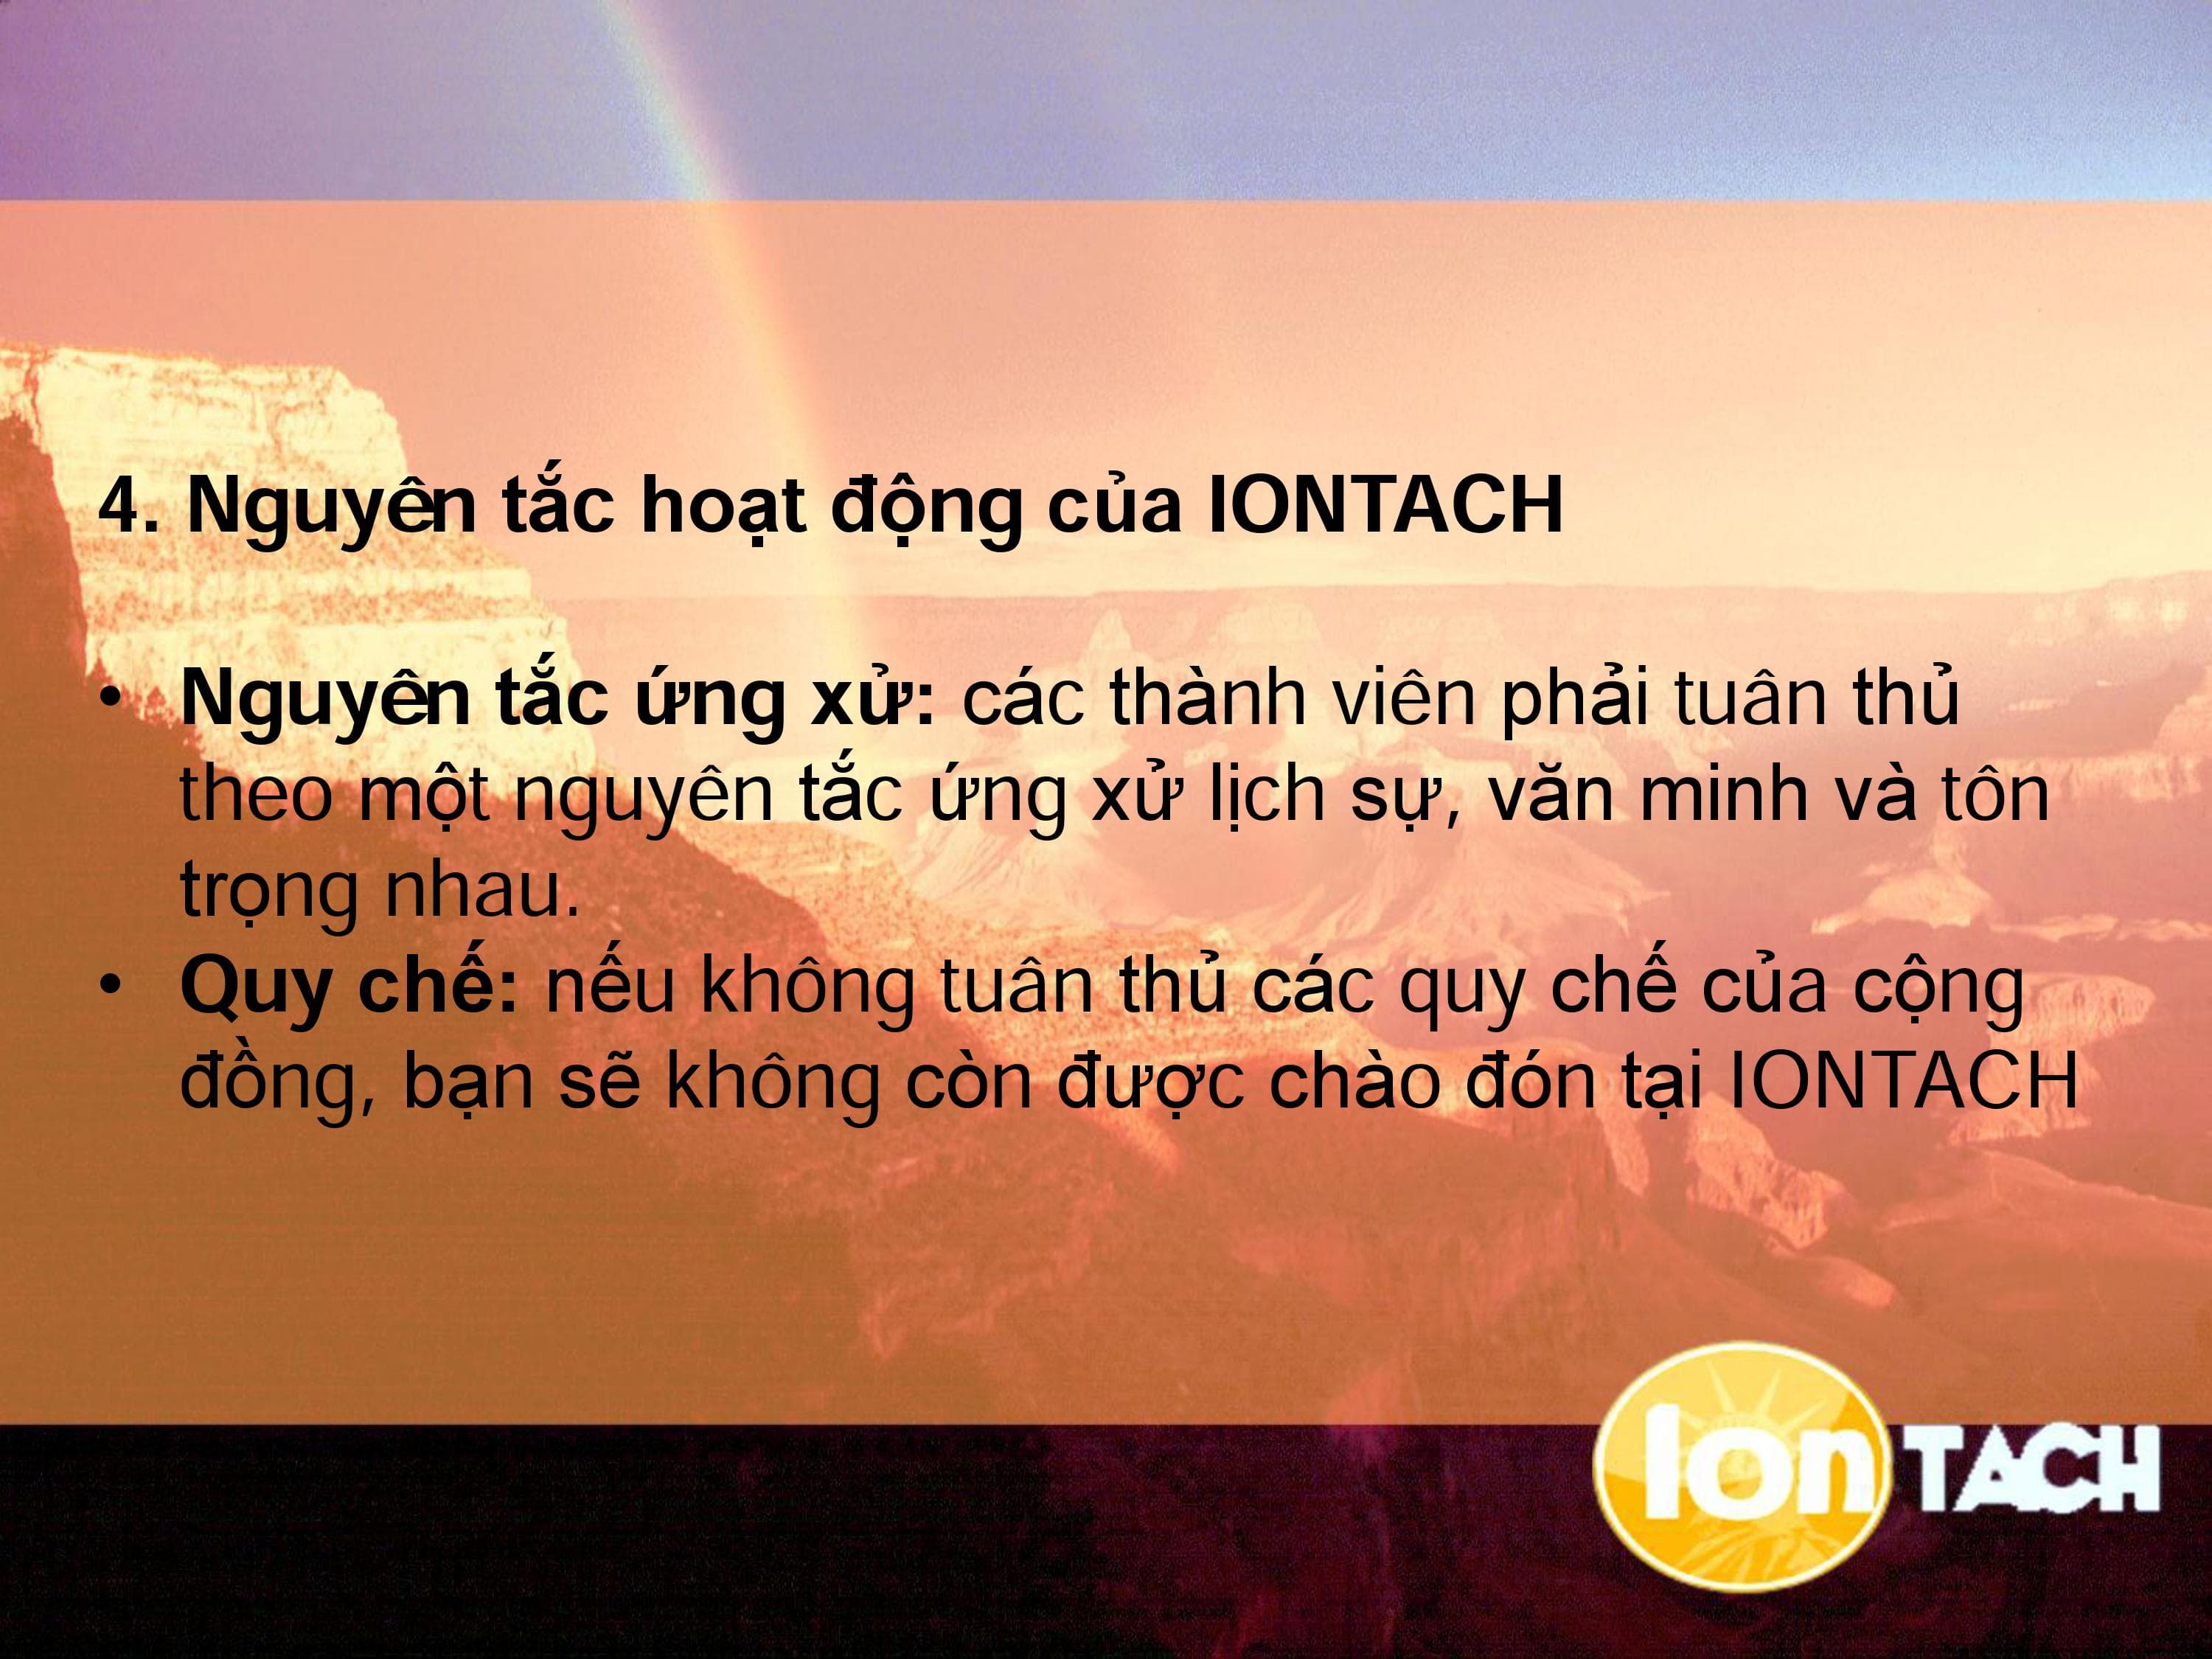 4. Nguyên tắc hoạt động của IONTACH
• Nguyên tắc ứng xử: các thành viên phải tuân thủ
theo một nguyên tắc ứng xử lịch sự, văn minh và tôn
trọng nhau.
• Quy chế: nếu không tuân thủ các quy chế của cộng
đồng, bạn sẽ không còn được chào đón tại IONTACH
Ion TACH